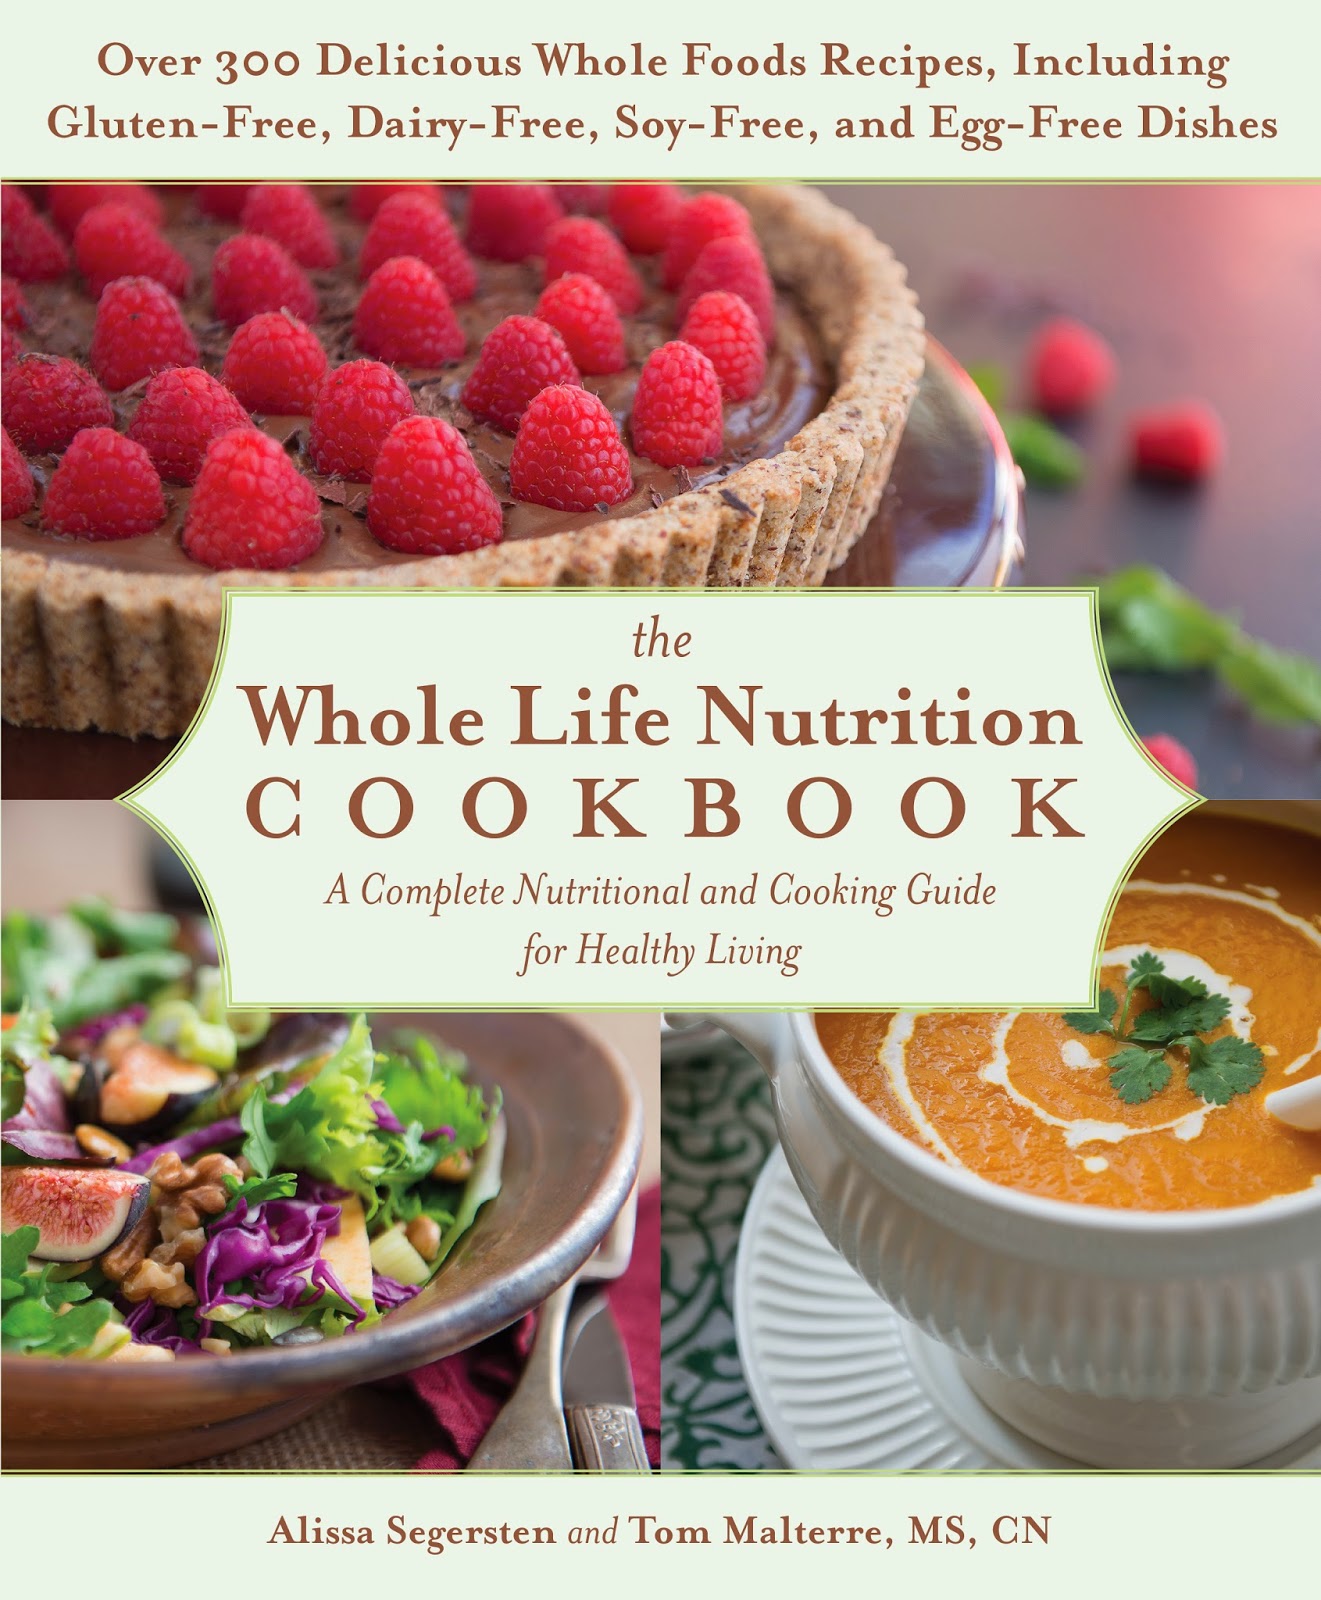 Over 300 Delicious Whole Foods Recipes, Including
Gluten-Free, Dairy-Free, Soy-Free, and Egg-Free Dishes
the
Whole Life Nutrition
COOKBOOK
A Complete Nutritional and Cooking Guide
for Healthy Living
Alissa Segersten and Tom Malterre, MS, CN